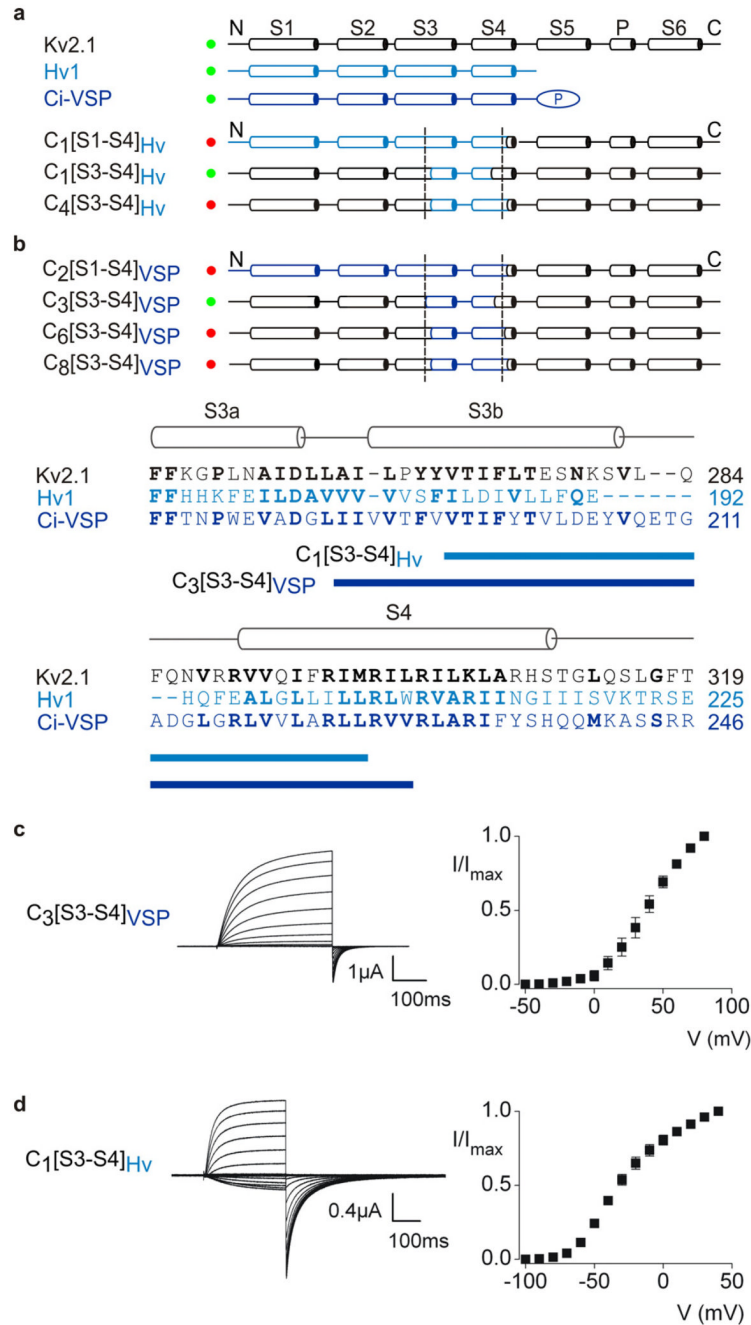 a
N S1 S2 S3 S4 S5 P S6 C
Kv2.1
Hv1
Ci-VSP P
N C
C1[S1-S4]Hv
C1[S3-S4]Hv
C4[S3-S4]Hv
b
N C
C2[S1-S4]VSP
C3[S3-S4]VSP
C6[S3-S4]VSP
C8[S3-S4]VSP
S3a S3b
Kv2.1 FFKGPLNAIDLLAI-LPYYVTIFLTESNKSVL--Q 284
Hv1 FFHHKFEILDAVVV-VVSFILDIVLLFQE------ 192
Ci-VSP FFTNPWEVADGLIIVVTFVVTIFYTVLDEYVQETG 211
C1[S3-S4]Hv
C3[S3-S4]VSP
S4
Kv2.1 FQNVRRVVQIFRIMRILRILKLARHSTGLQSLGFT 319
Hv1 --HQFEALGLLILLRLWRVARIINGIIISVKTRSE 225
Ci-VSP ADGLGRLVVLARLLRVVRLARIFYSHQQMKASSRR 246
c
C3[S3-S4]VSP
1µA
100ms
I/Imax
1.0
0.5
0.0
-50 0 50 100
V (mV)
d
C1[S3-S4]Hv
0.4µA
100ms
I/Imax
1.0
0.5
0.0
-100 -50 0 50
V (mV)